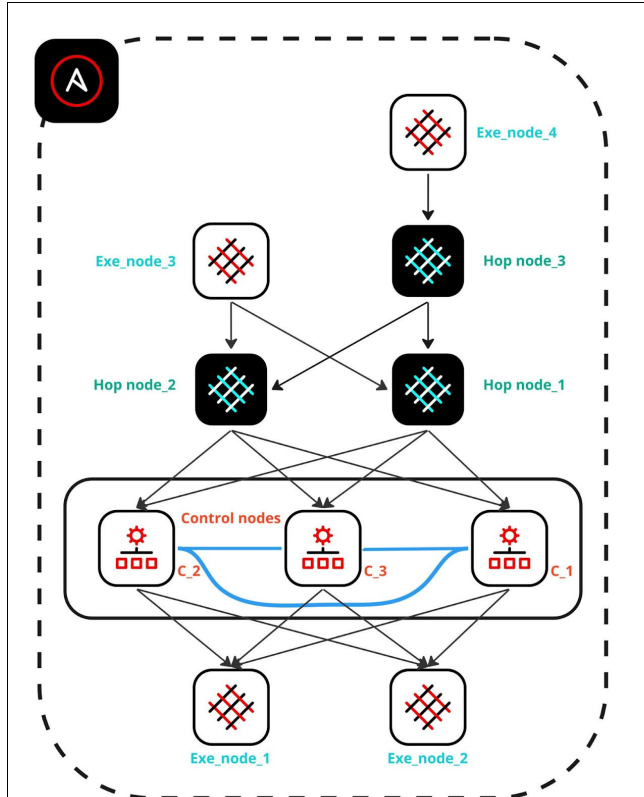 Exe_node_4
Exe_node_3
Hop node_3
Hop node_2
Hop node_1
Control nodes
C_2
C_3
C_1
Exe_node_1
Exe_node_2